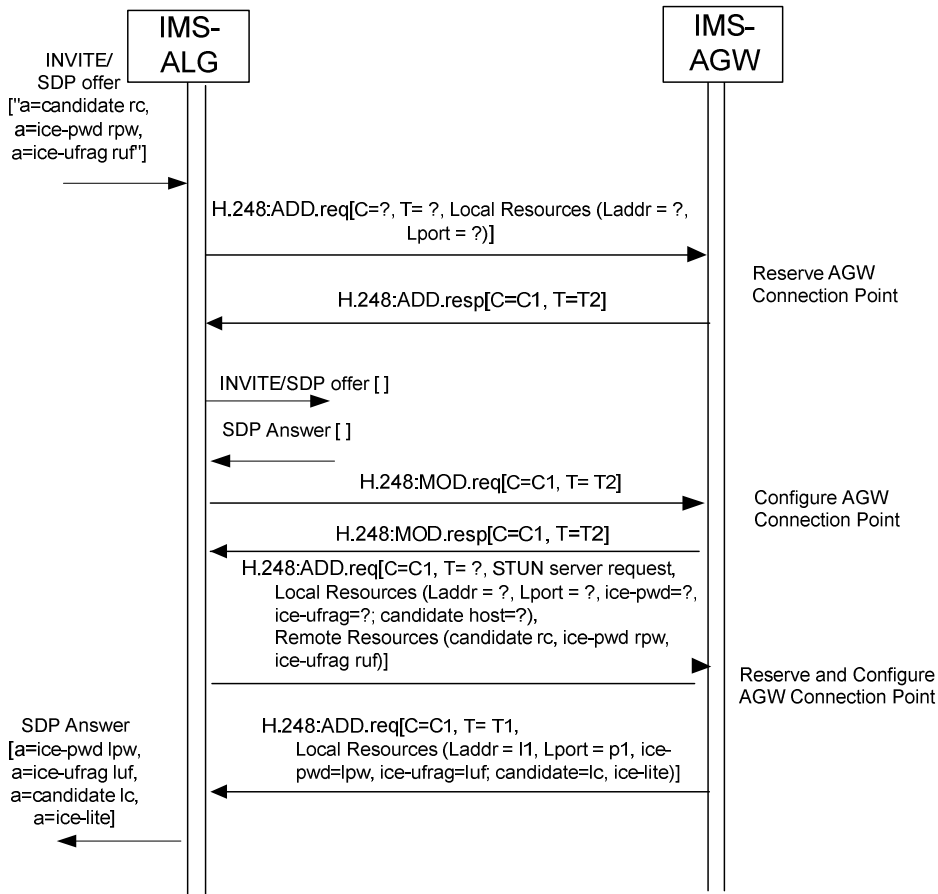 IMS-
ALG
IMS-
AGW
INVITE/
SDP offer
["a=candidate rc,
a=ice-pwd rpw,
a=ice-ufrag ruf"]
H.248:ADD.req[C=?, T= ?, Local Resources (Laddr = ?,
Lport = ?)]
Reserve AGW
Connection Point
H.248:ADD.resp[C=C1, T=T2]
INVITE/SDP offer [ ]
SDP Answer [ ]
H.248:MOD.req[C=C1, T= T2]
Configure AGW
Connection Point
H.248:MOD.resp[C=C1, T=T2]
H.248:ADD.req[C=C1, T= ?, STUN server request,
Local Resources (Laddr = ?, Lport = ?, ice-pwd=?,
ice-ufrag=?; candidate host=?),
Remote Resources (candidate rc, ice-pwd rpw,
ice-ufrag ruf)]
Reserve and Configure
AGW Connection Point
H.248:ADD.req[C=C1, T= T1,
Local Resources (Laddr = l1, Lport = p1, ice-
pwd=lpw, ice-ufrag=luf; candidate=lc, ice-lite)]
SDP Answer
[a=ice-pwd lpw,
a=ice-ufrag luf,
a=candidate lc,
a=ice-lite]